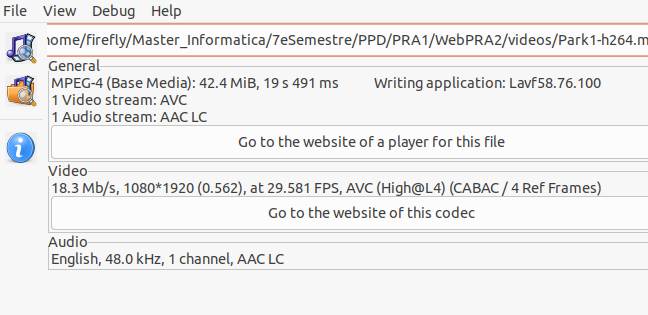 File View Debug Help
home/firefly/Master_Informatica/7eSemestre/PPD/PRA1/WebPRA2/videos/Park1-h264.m
General
MPEG-4 (Base Media): 42.4 MiB, 19 s 491 ms Writing application: Lavf58.76.100
1 Video stream: AVC
1 Audio stream: AAC LC
Go to the website of a player for this file
Video
18.3 Mb/s, 1080*1920 (0.562), at 29.581 FPS, AVC (High@L4) (CABAC / 4 Ref Frames)
Go to the website of this codec
Audio
English, 48.0 kHz, 1 channel, AAC LC